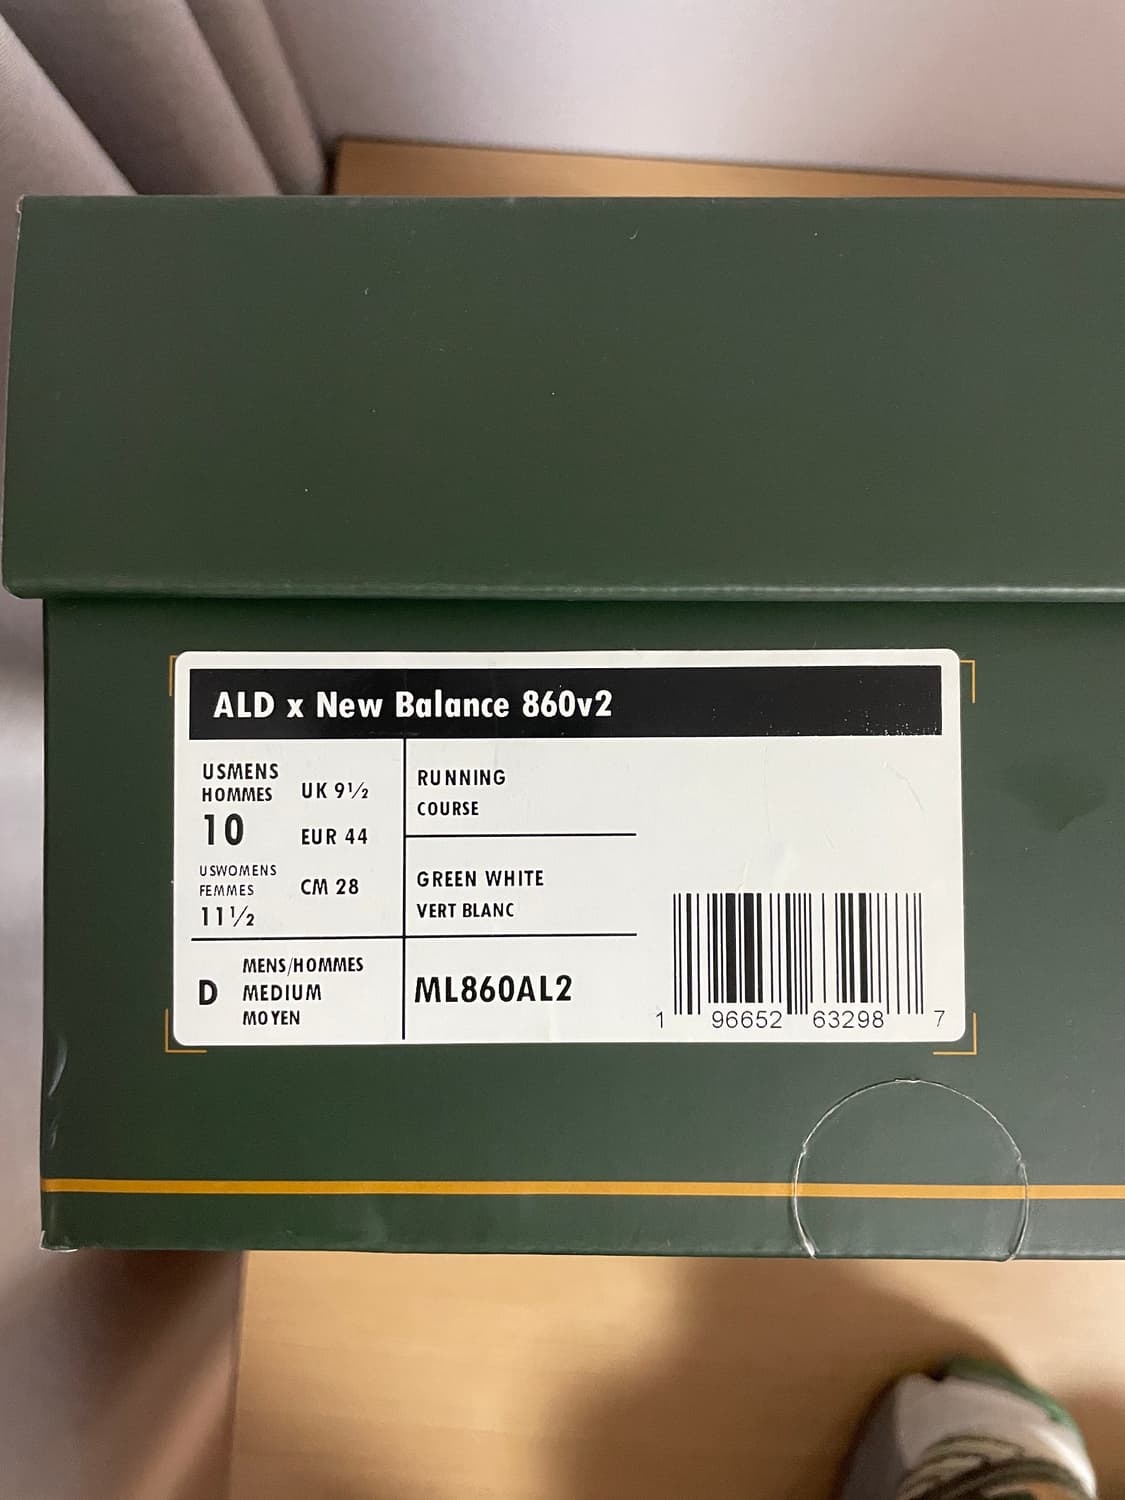 ALD x New Balance 860v2
USMENS
HOMMES
10
USWOMENS
FEMMES
11½
UK 9½
EUR 44
CM 28
RUNNING
COURSE
GREEN WHITE
VERT BLANC
D
MENS/HOMMES
MEDIUM
MOYEN
ML860AL2
1 96652 63298 7